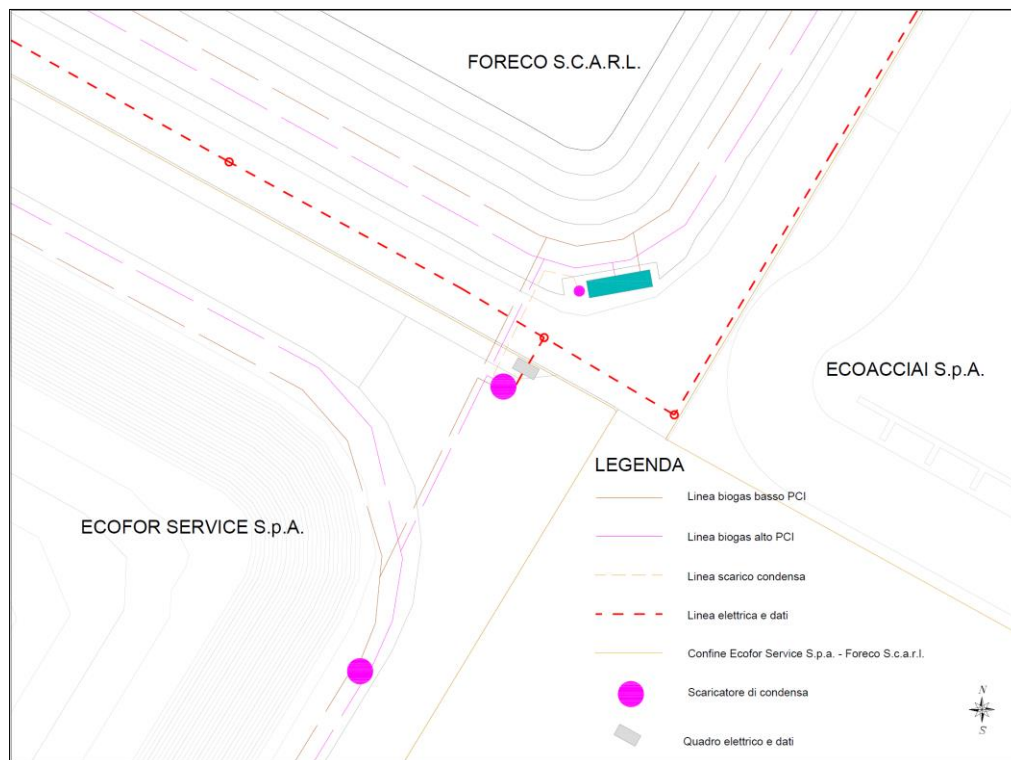 FORECO S.C.A.R.L.
ECOACCIAI S.p.A.
LEGENDA
Linea biogas basso PCI
ECOFOR SERVICE S.p.A.
Linea biogas alto PCI
Linea scarico condensa
Linea elettrica e dati
Confine Ecofor Service S.p.a. - Foreco S.c.a.r.l.
Scaricatore di condensa
Quadro elettrico e dati
N
S